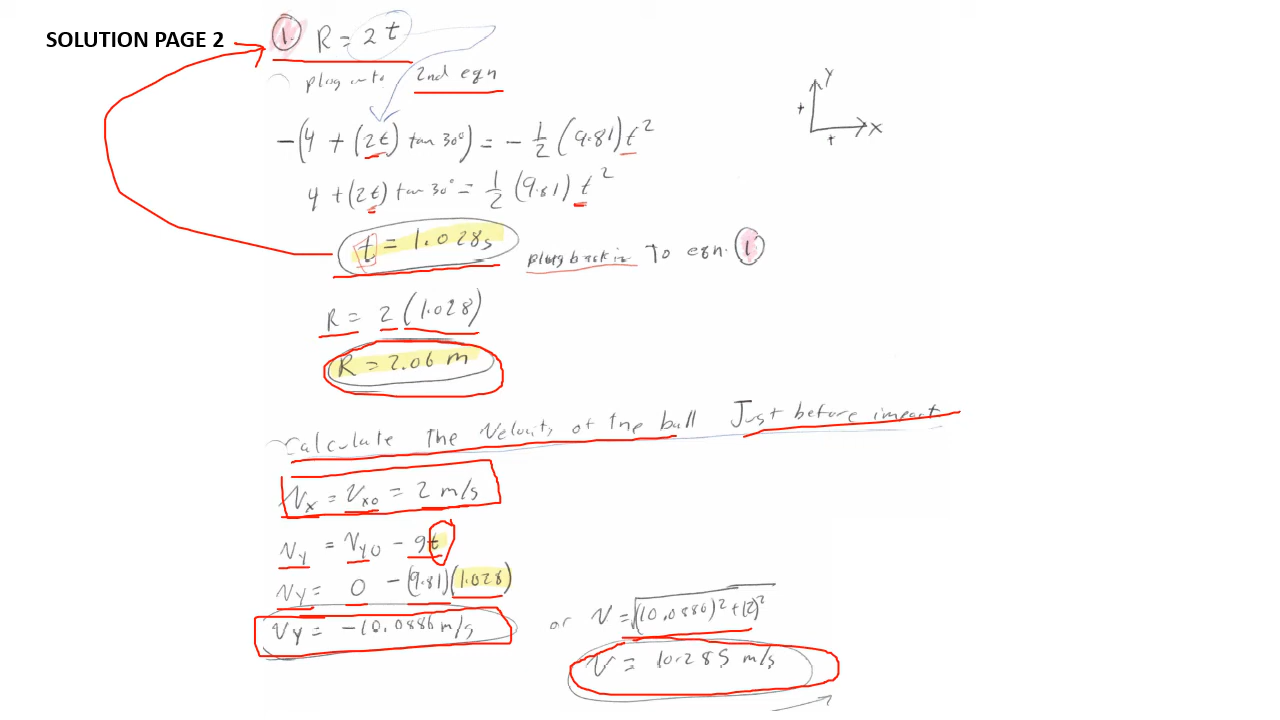 SOLUTION PAGE 2
1. R = 2t
plug into 2nd eqn
Y
+
X
+
-(4 + (2t) tan 30°) = - 1/2 (9.81) t²
4 + (2t) tan 30° = 1/2 (9.81) t²
t = 1.028s plug back in To eqn. 1
R = 2 (1.028)
R = 2.06 m
Calculate the Velocity of the ball Just before impact
Vx = Vxo = 2 m/s
Vy = Vyo - gt
Vy = 0 - (9.81)(1.028)
Vy = -10.0886 m/s or V = √(10.0886)² + (2)²
V = 10.285 m/s